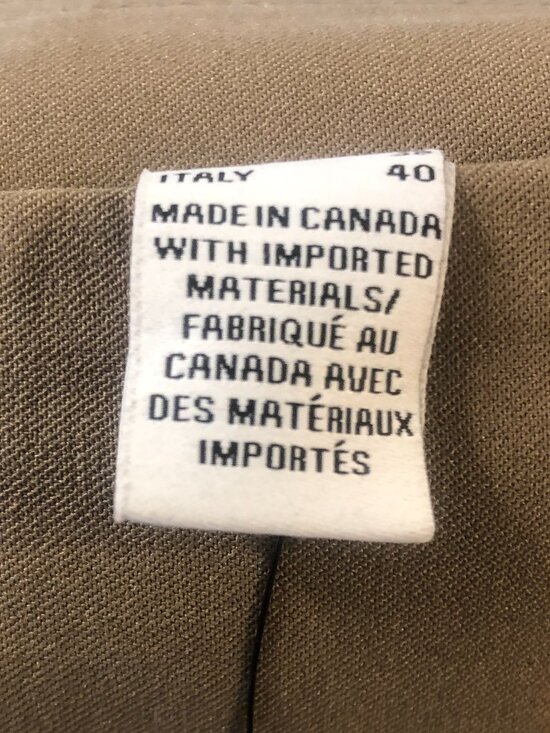 ITALY 40
MADE IN CANADA
WITH IMPORTED
MATERIALS/
FABRIQUÉ AU
CANADA AVEC
DES MATÉRIAUX
IMPORTÉS